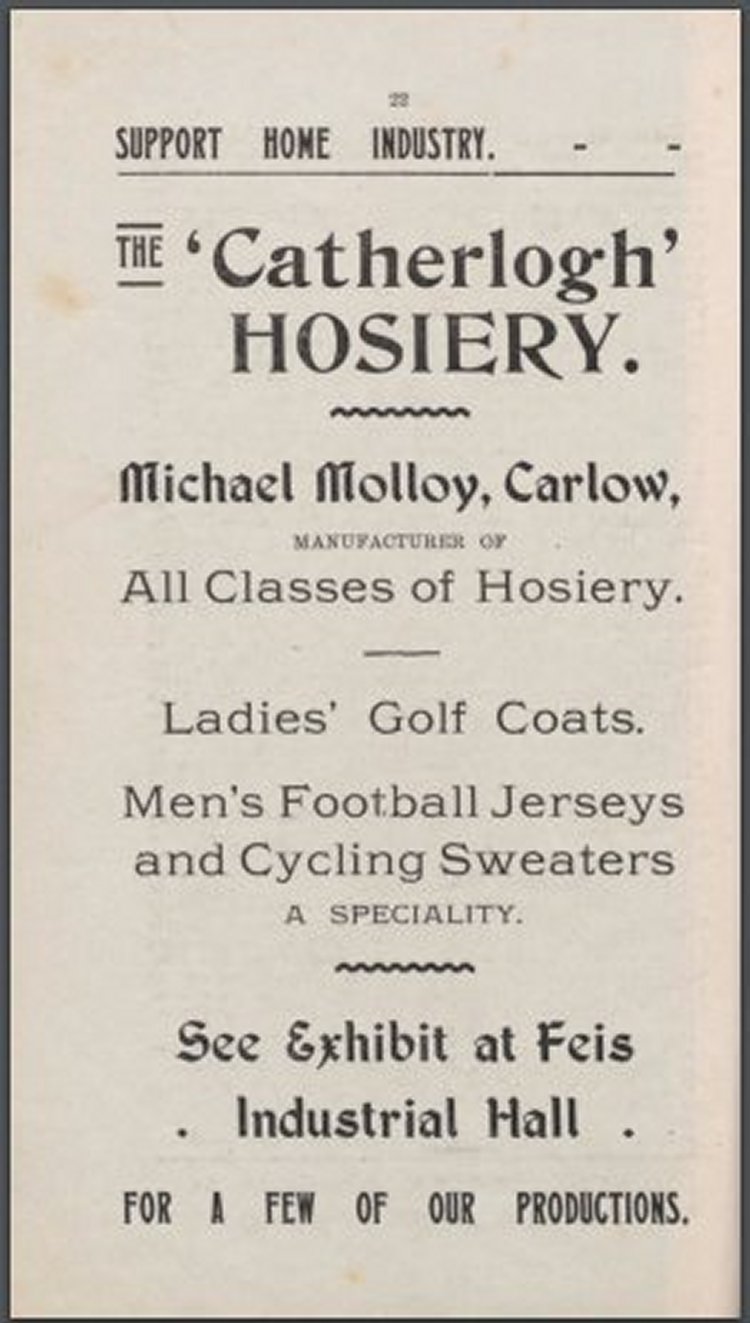 22
SUPPORT HOME INDUSTRY. - -
THE 'Catherlogh'
HOSIERY.
Michael Molloy, Carlow,
MANUFACTURER OF
All Classes of Hosiery.
Ladies' Golf Coats.
Men's Football Jerseys
and Cycling Sweaters
A SPECIALITY.
See Exhibit at Feis
. Industrial Hall .
FOR A FEW OF OUR PRODUCTIONS.